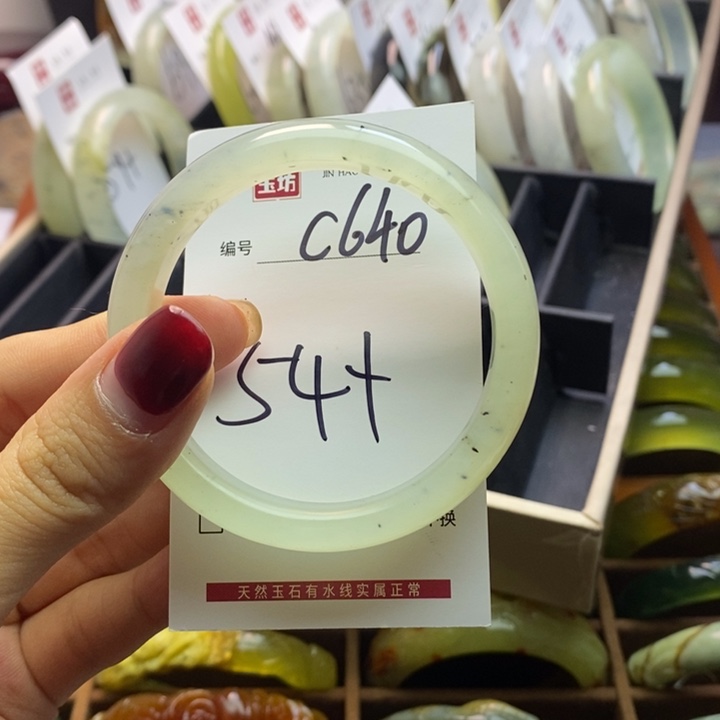 玉坊
JIN HAO
编号 C640
54+
换
天然玉石有水线实属正常